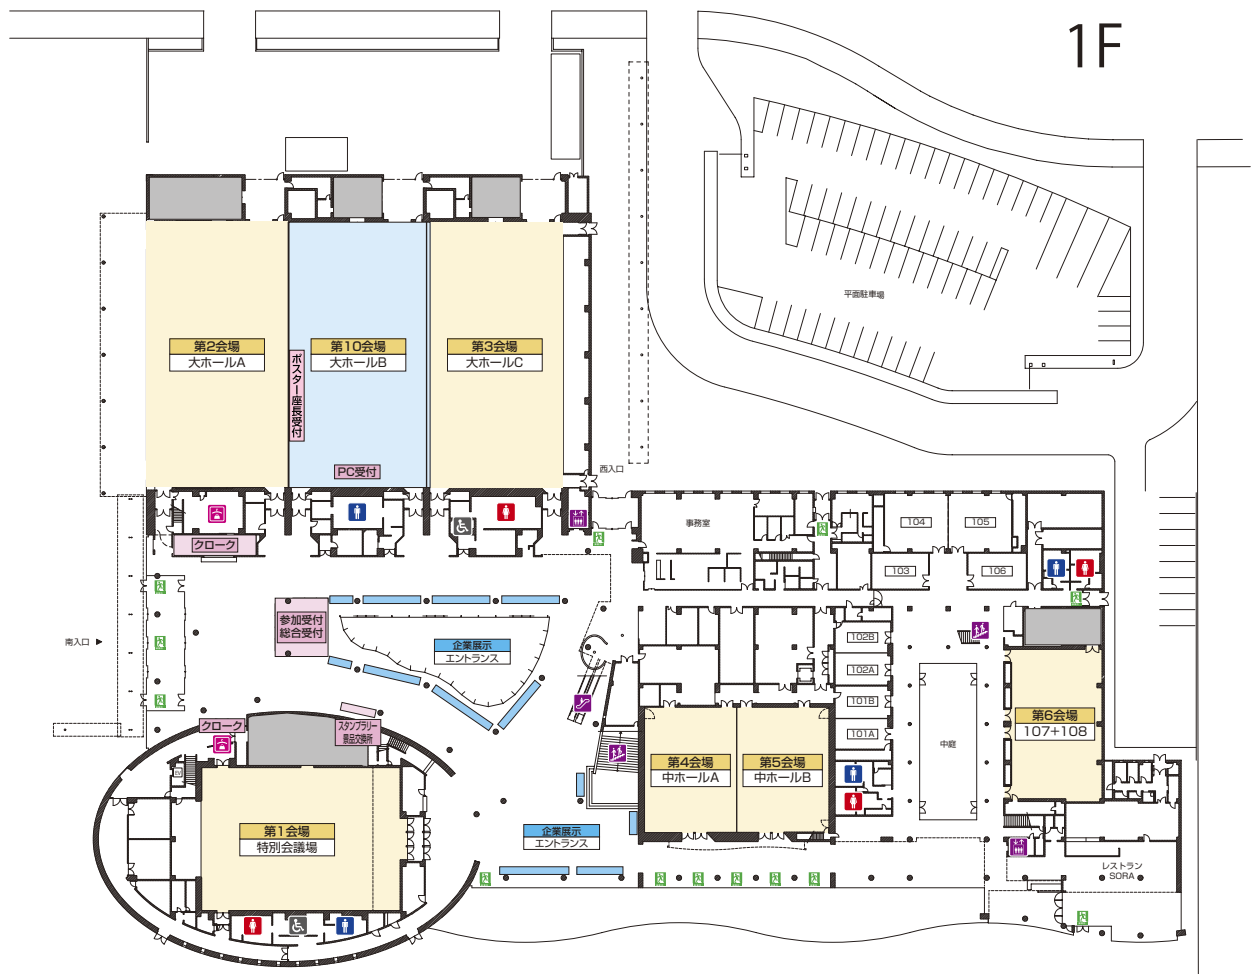 1F
平面駐車場
第2会場
大ホールA
第10会場
大ホールB
第3会場
大ホールC
ポスター座長受付
PC受付
西入口
クローク
事務室
104
105
103
106
参加受付
総合受付
企業展示
エントランス
南入口
102B
102A
101B
101A
中庭
第6会場
107+108
クローク
スタンプラリー
景品交換所
第4会場
中ホールA
第5会場
中ホールB
EV
第1会場
特別会議場
企業展示
エントランス
レストラン
SORA